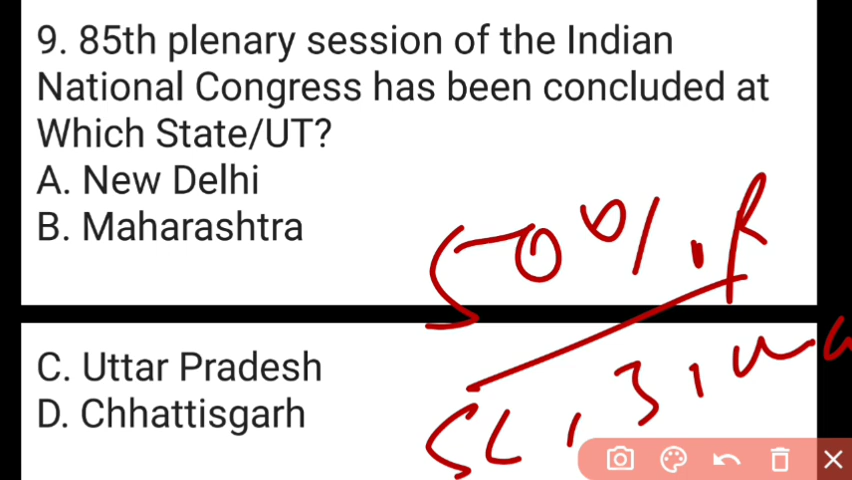 9. 85th plenary session of the Indian
National Congress has been concluded at
Which State/UT?
A. New Delhi
B. Maharashtra
50%
C. Uttar Pradesh
D. Chhattisgarh